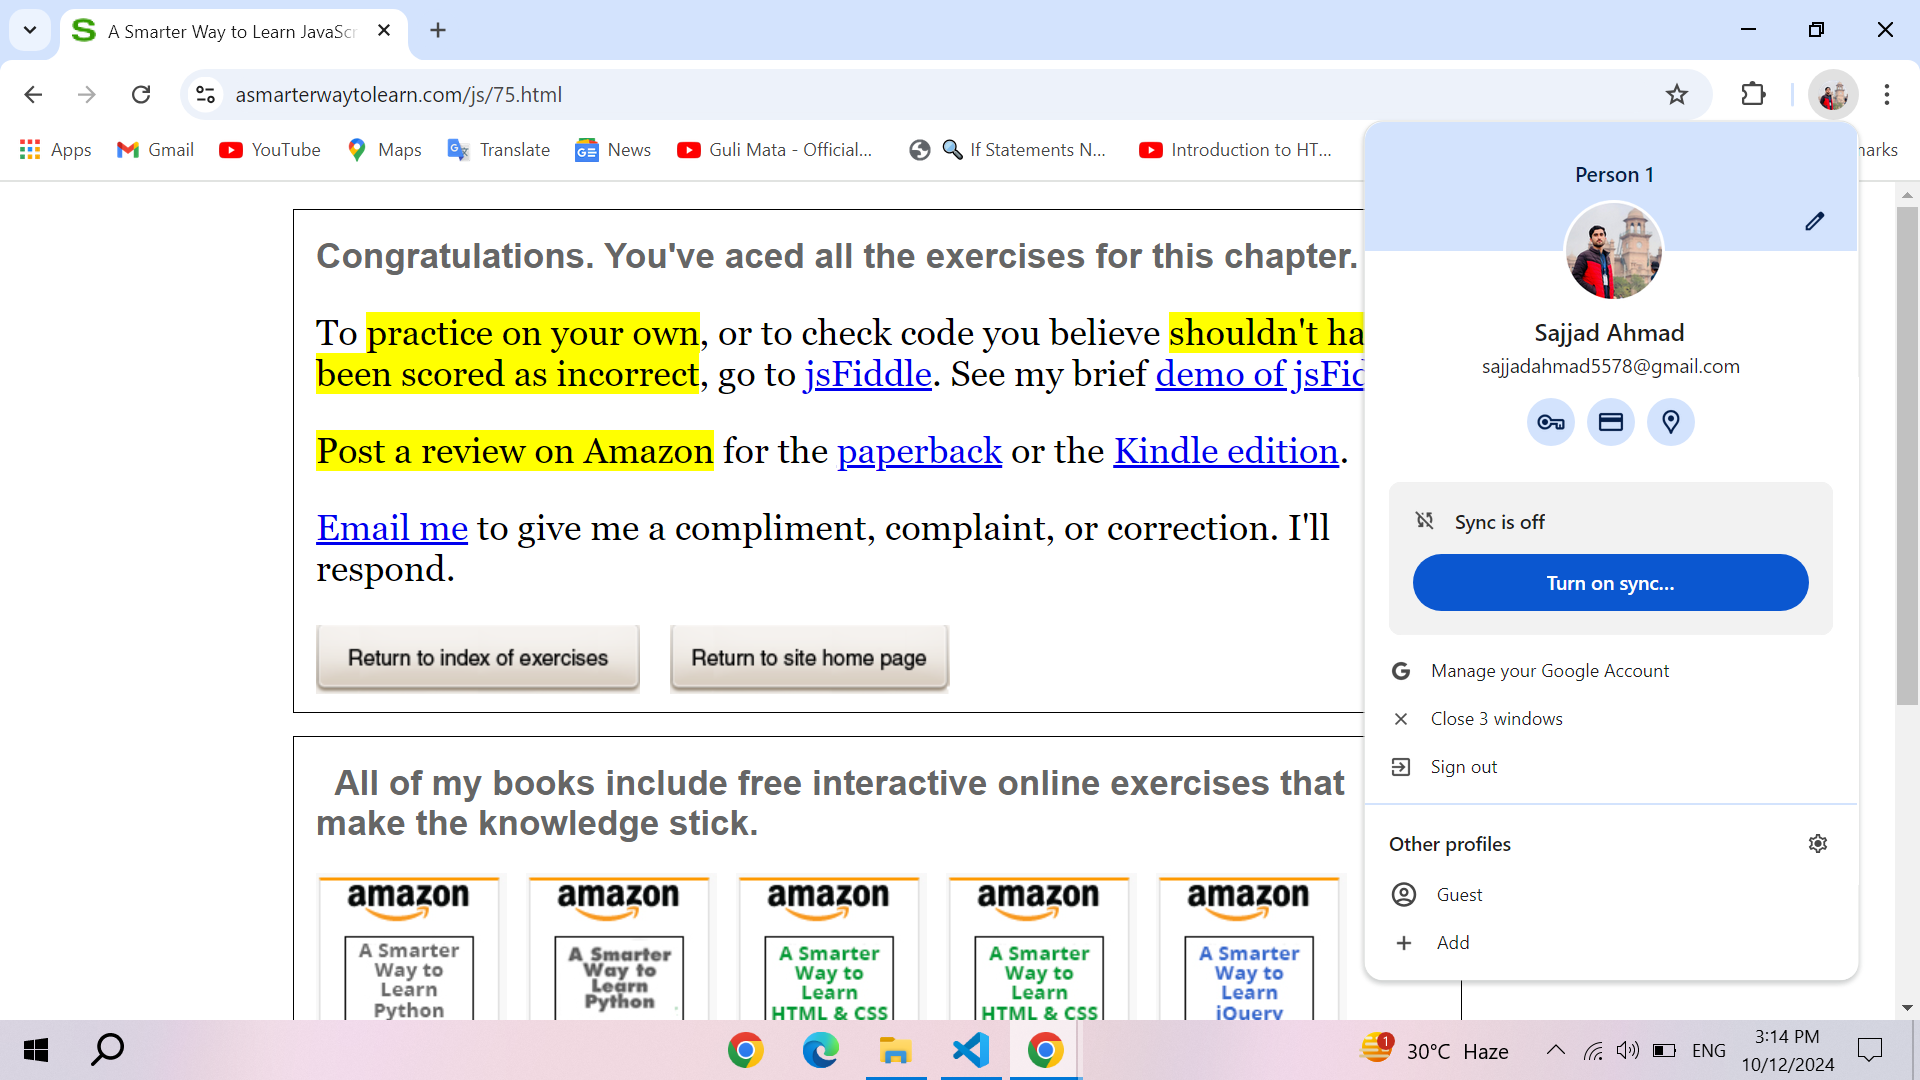 A Smarter Way to Learn JavaScr
asmarterwaytolearn.com/js/75.html
Apps Gmail YouTube Maps Translate News Guli Mata - Official... If Statements N... Introduction to HT... narks
Congratulations. You've aced all the exercises for this chapter.
To practice on your own, or to check code you believe shouldn't ha
been scored as incorrect, go to jsFiddle. See my brief demo of jsFid
Post a review on Amazon for the paperback or the Kindle edition.
Email me to give me a compliment, complaint, or correction. I'll
respond.
Return to index of exercises Return to site home page
All of my books include free interactive online exercises that
make the knowledge stick.
amazon amazon amazon amazon amazon
A Smarter
Way to
Learn
Python
A Smarter
Way to
Learn
Python
A Smarter
Way to
Learn
HTML & CSS
A Smarter
Way to
Learn
HTML & CSS
A Smarter
Way to
Learn
jQuery
Person 1
Sajjad Ahmad
sajjadahmad5578@gmail.com
Sync is off
Turn on sync...
Manage your Google Account
Close 3 windows
Sign out
Other profiles
Guest
Add
1
30°C Haze
ENG
3:14 PM
10/12/2024